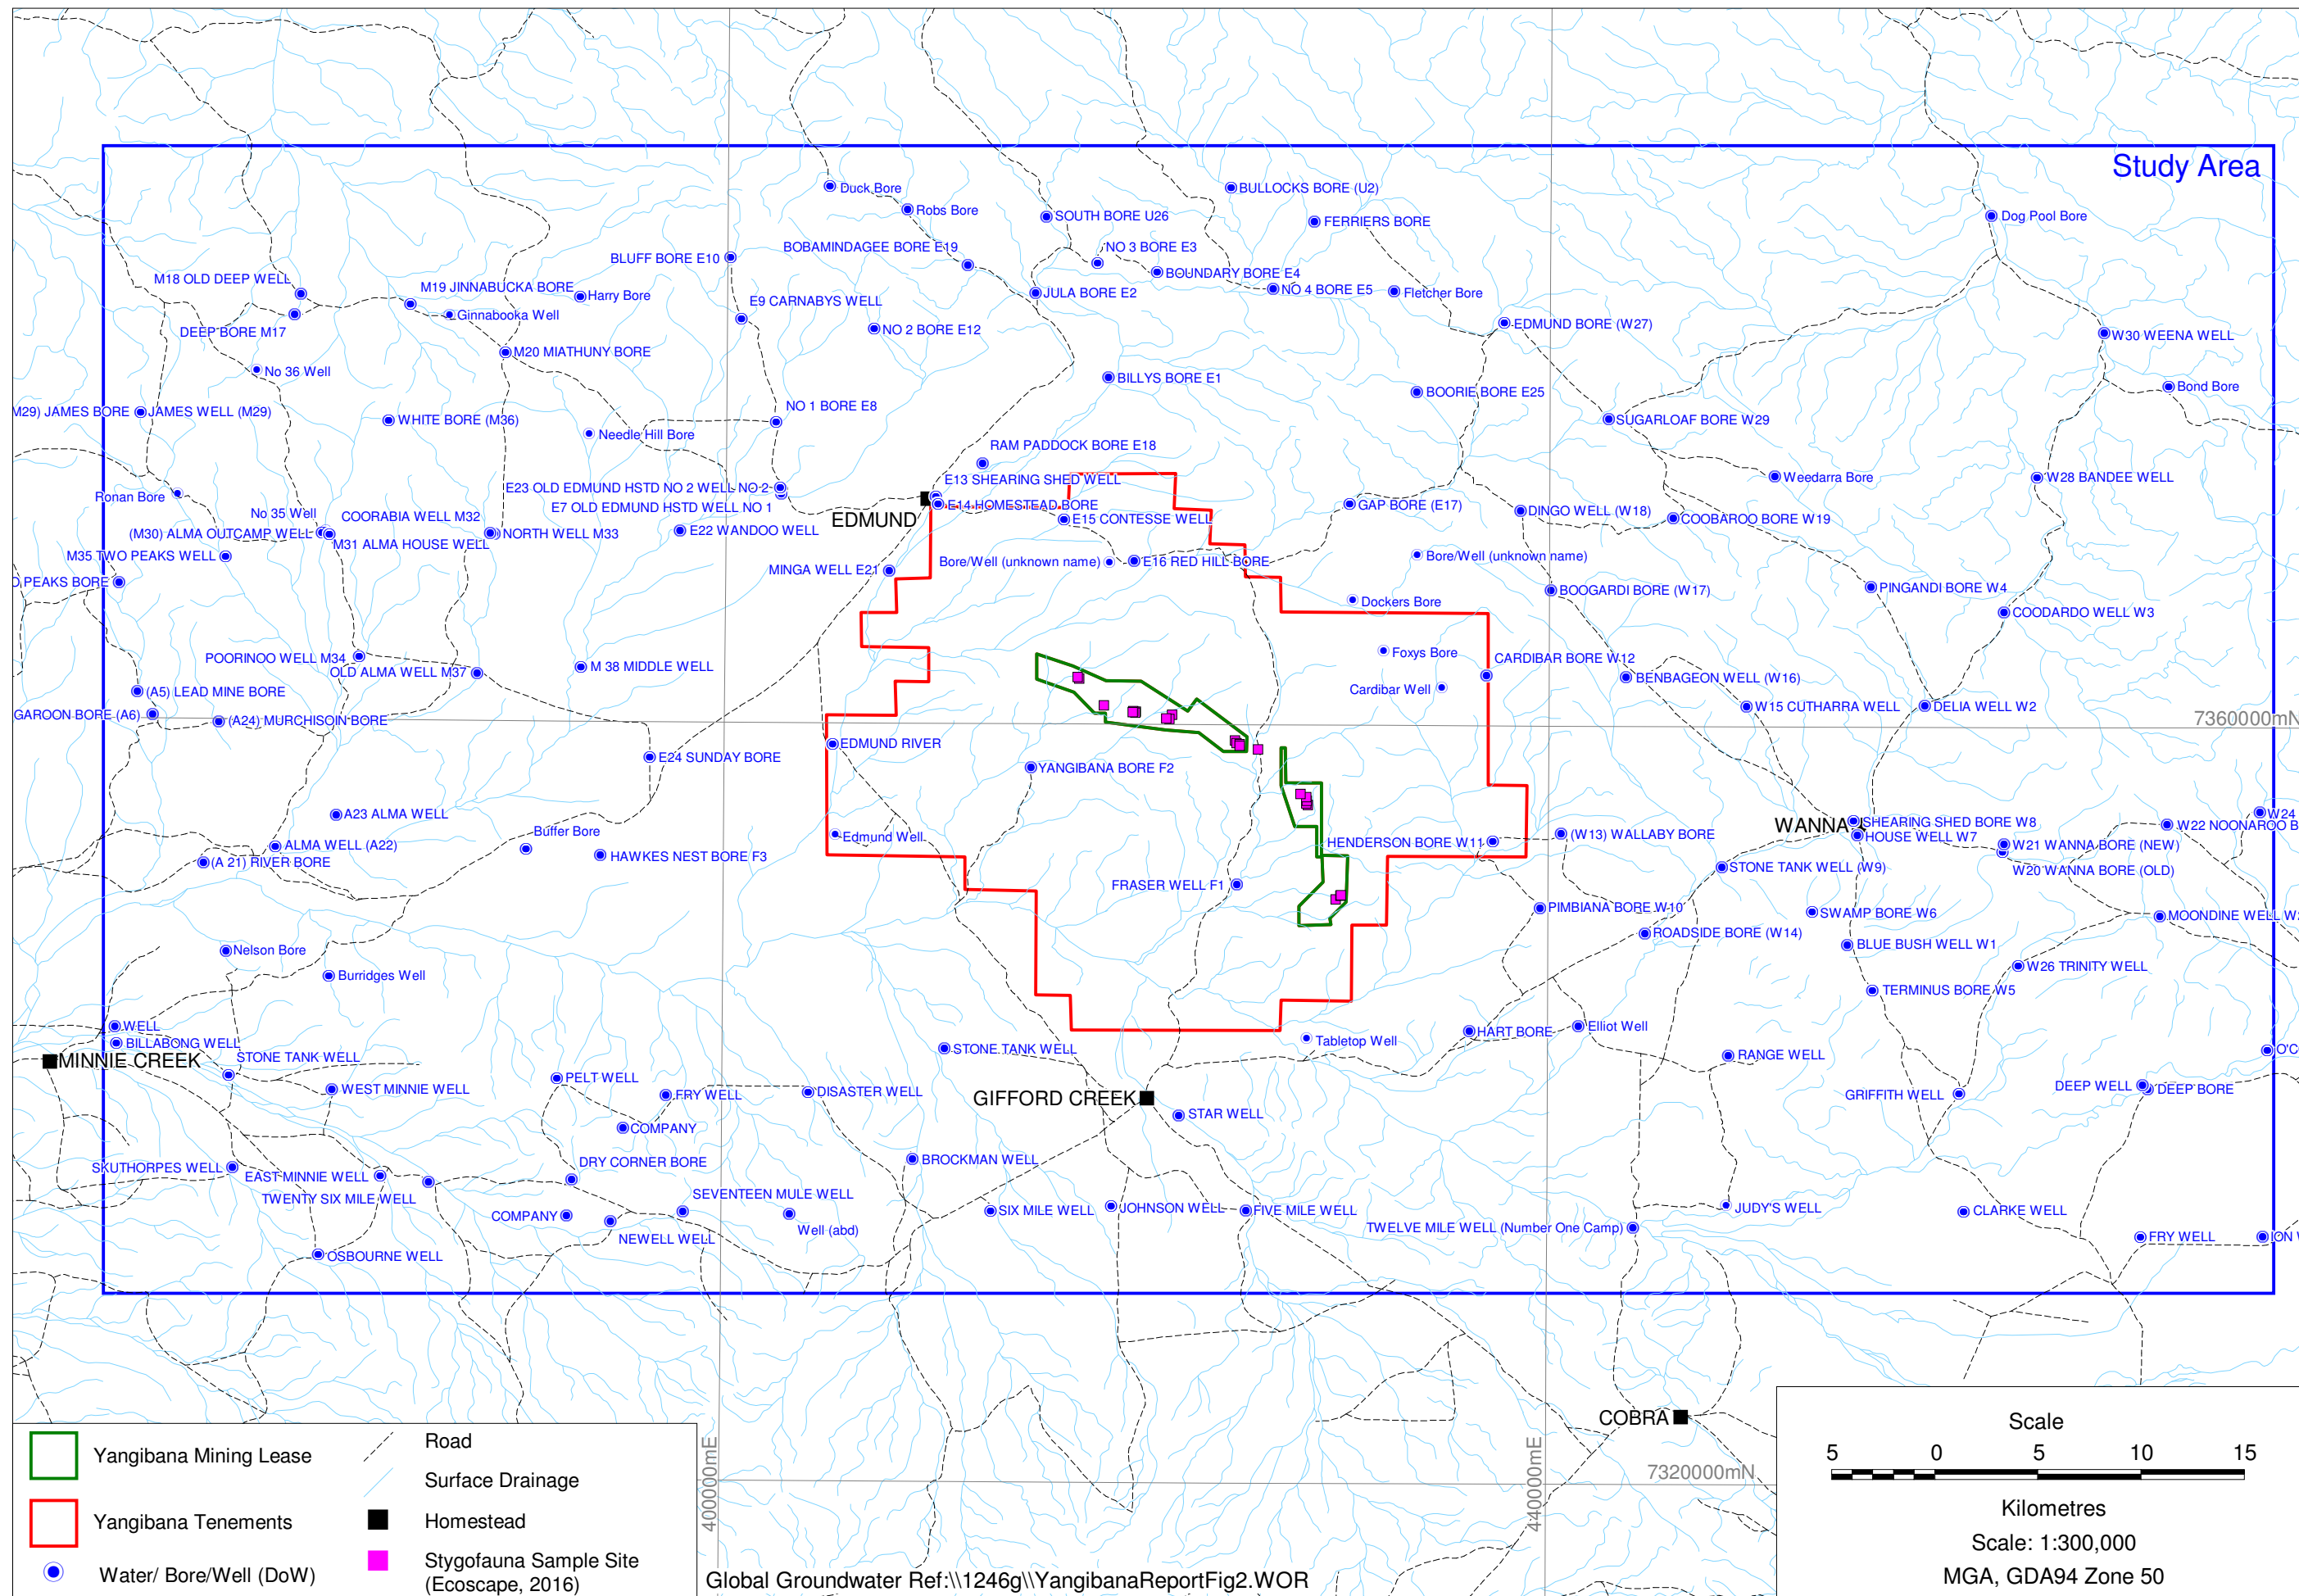 Study Area
Duck Bore
BULLOCKS BORE (U2)
Robs Bore
SOUTH BORE U26
FERRIERS BORE
Dog Pool Bore
BOBAMINDAGEE BORE E19
NO 3 BORE E3
BLUFF BORE E10
BOUNDARY BORE E4
M18 OLD DEEP WELL
M19 JINNABUCKA BORE
Harry Bore
JULA BORE E2
NO 4 BORE E5
Fletcher Bore
E9 CARNABYS WELL
Ginnabooka Well
DEEP BORE M17
NO 2 BORE E12
EDMUND BORE (W27)
W30 WEENA WELL
M20 MIATHUNY BORE
No 36 Well
BILLYS BORE E1
BOORIE BORE E25
Bond Bore
M29) JAMES BORE
JAMES WELL (M29)
WHITE BORE (M36)
NO 1 BORE E8
SUGARLOAF BORE W29
Needle Hill Bore
RAM PADDOCK BORE E18
Weedarra Bore
W28 BANDEE WELL
E13 SHEARING SHED WELL
E23 OLD EDMUND HSTD NO 2 WELL NO 2
Ronan Bore
E7 OLD EDMUND HSTD WELL NO 1
E14 HOMESTEAD BORE
GAP BORE (E17)
EDMUND
E15 CONTESSE WELL
DINGO WELL (W18)
COOBAROO BORE W19
No 35 Well
COORABIA WELL M32
(M30) ALMA OUTCAMP WELL
NORTH WELL M33
E22 WANDOO WELL
M31 ALMA HOUSE WELL
M35 TWO PEAKS WELL
Bore/Well (unknown name)
E16 RED HILL BORE
Bore/Well (unknown name)
MINGA WELL E21
O PEAKS BORE
BOOGARDI BORE (W17)
PINGANDI BORE W4
Dockers Bore
COODARDO WELL W3
POORINOO WELL M34
OLD ALMA WELL M37
M 38 MIDDLE WELL
Foxys Bore
CARDIBAR BORE W12
BENBAGEON WELL (W16)
(A5) LEAD MINE BORE
Cardibar Well
W15 CUTHARRA WELL
DELIA WELL W2
GAROON BORE (A6)
(A24) MURCHISOIN BORE
7360000mN
EDMUND RIVER
E24 SUNDAY BORE
YANGIBANA BORE F2
A23 ALMA WELL
W24
Buffer Bore
Edmund Well
HENDERSON BORE W11
(W13) WALLABY BORE
WANNA
SHEARING SHED BORE W8
HOUSE WELL W7
W22 NOONAROO B
ALMA WELL (A22)
(A 21) RIVER BORE
HAWKES NEST BORE F3
W21 WANNA BORE (NEW)
W20 WANNA BORE (OLD)
STONE TANK WELL (W9)
FRASER WELL F1
PIMBIANA BORE W10
SWAMP BORE W6
MOONDINE WELL W2
ROADSIDE BORE (W14)
BLUE BUSH WELL W1
Nelson Bore
Burridges Well
W26 TRINITY WELL
TERMINUS BORE W5
WELL
BILLABONG WELL
MINNIE CREEK
STONE TANK WELL
STONE TANK WELL
Tabletop Well
HART BORE
Elliot Well
RANGE WELL
O'C
PELT WELL
WEST MINNIE WELL
FRY WELL
DISASTER WELL
GIFFORD CREEK
GRIFFITH WELL
DEEP WELL
DEEP BORE
STAR WELL
COMPANY
DRY CORNER BORE
BROCKMAN WELL
SKUTHORPES WELL
EAST MINNIE WELL
TWENTY SIX MILE WELL
SEVENTEEN MULE WELL
COMPANY
NEWELL WELL
Well (abd)
SIX MILE WELL
JOHNSON WELL
FIVE MILE WELL
TWELVE MILE WELL (Number One Camp)
JUDY'S WELL
CLARKE WELL
FRY WELL
ION W
OSBOURNE WELL
COBRA
400000mE
440000mE
7320000mN
Yangibana Mining Lease
Yangibana Tenements
Water/ Bore/Well (DoW)
Road
Surface Drainage
Homestead
Stygofauna Sample Site
(Ecoscape, 2016)
Global Groundwater Ref:\\1246g\\YangibanaReportFig2.WOR
Scale
5 0 5 10 15
Kilometres
Scale: 1:300,000
MGA, GDA94 Zone 50